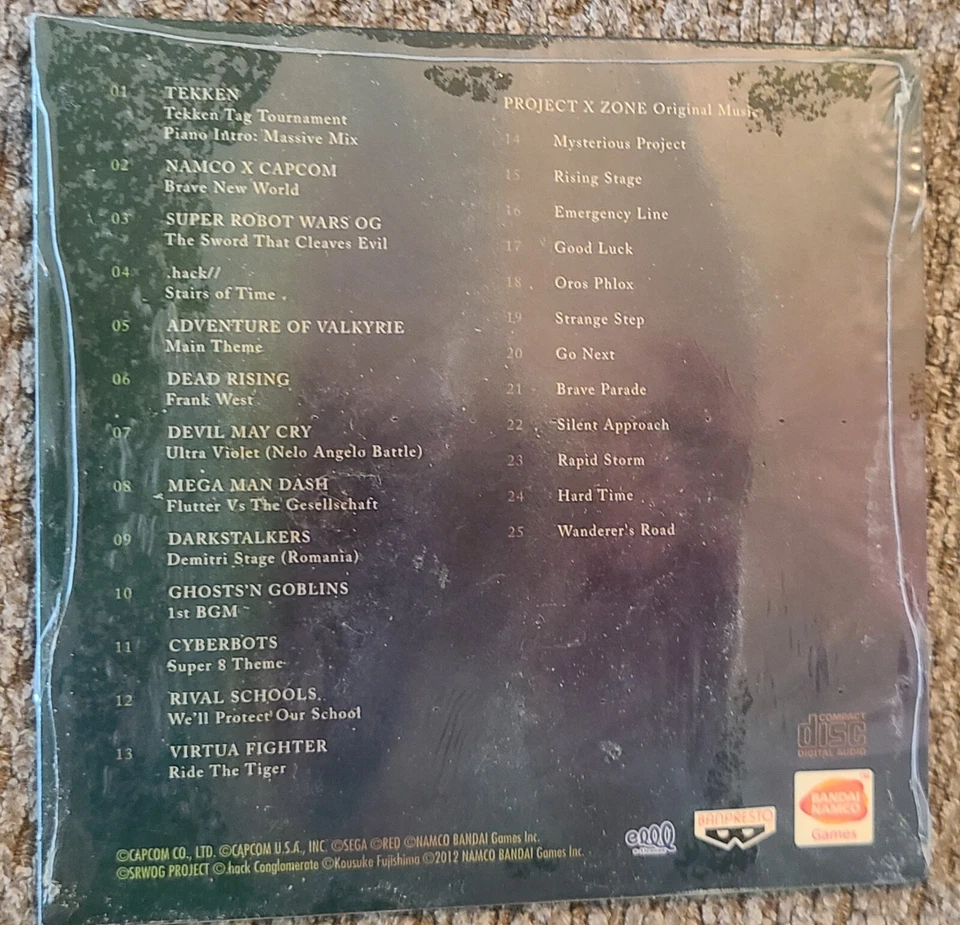 01 TEKKEN
Tekken Tag Tournament
Piano Intro: Massive Mix
02 NAMCO X CAPCOM
Brave New World
03 SUPER ROBOT WARS OG
The Sword That Cleaves Evil
04 .hack//
Stairs of Time
05 ADVENTURE OF VALKYRIE
Main Theme
06 DEAD RISING
Frank West
07 DEVIL MAY CRY
Ultra Violet (Nelo Angelo Battle)
08 MEGA MAN DASH
Flutter Vs The Gesellschaft
09 DARKSTALKERS
Demitri Stage (Romania)
10 GHOSTS'N GOBLINS
1st BGM
11 CYBERBOTS
Super 8 Theme
12 RIVAL SCHOOLS
We'll Protect Our School
13 VIRTUA FIGHTER
Ride The Tiger
PROJECT X ZONE Original Music
14 Mysterious Project
15 Rising Stage
16 Emergency Line
17 Good Luck
18 Oros Phlox
19 Strange Step
20 Go Next
21 Brave Parade
22 Silent Approach
23 Rapid Storm
24 Hard Time
25 Wanderer's Road
COMPACT
disc
DIGITAL AUDIO
BANPRESTO
BANDAI
NAMCO
Games
™
©CAPCOM CO., LTD. ©CAPCOM U.S.A., INC. ©SEGA ©RED ©NAMCO BANDAI Games Inc.
©SRWOG PROJECT ©.hack Conglomerate ©Kousuke Fujishima ©2012 NAMCO BANDAI Games Inc.